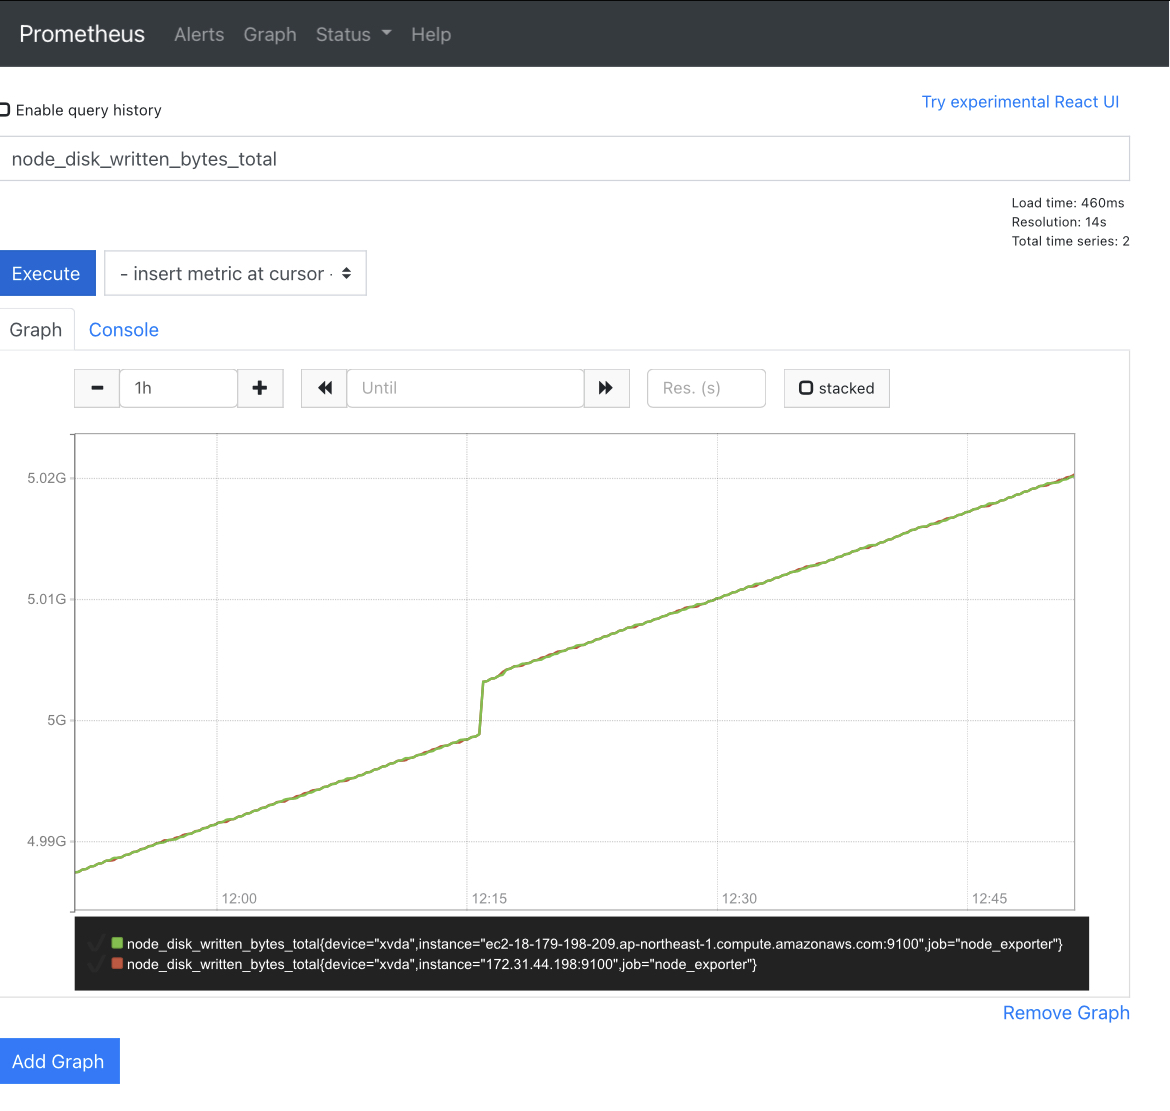 Prometheus Alerts Graph Status Help
Try experimental React UI
Enable query history
node_disk_written_bytes_total
Load time: 460ms
Resolution: 14s
Total time series: 2
Execute - insert metric at cursor -
Graph Console
1h Until Res. (s) stacked
5.02G
5.01G
5G
4.99G
12:00 12:15 12:30 12:45
node_disk_written_bytes_total{device="xvda",instance="ec2-18-179-198-209.ap-northeast-1.compute.amazonaws.com:9100",job="node_exporter"}
node_disk_written_bytes_total{device="xvda",instance="172.31.44.198:9100",job="node_exporter"}
Remove Graph
Add Graph